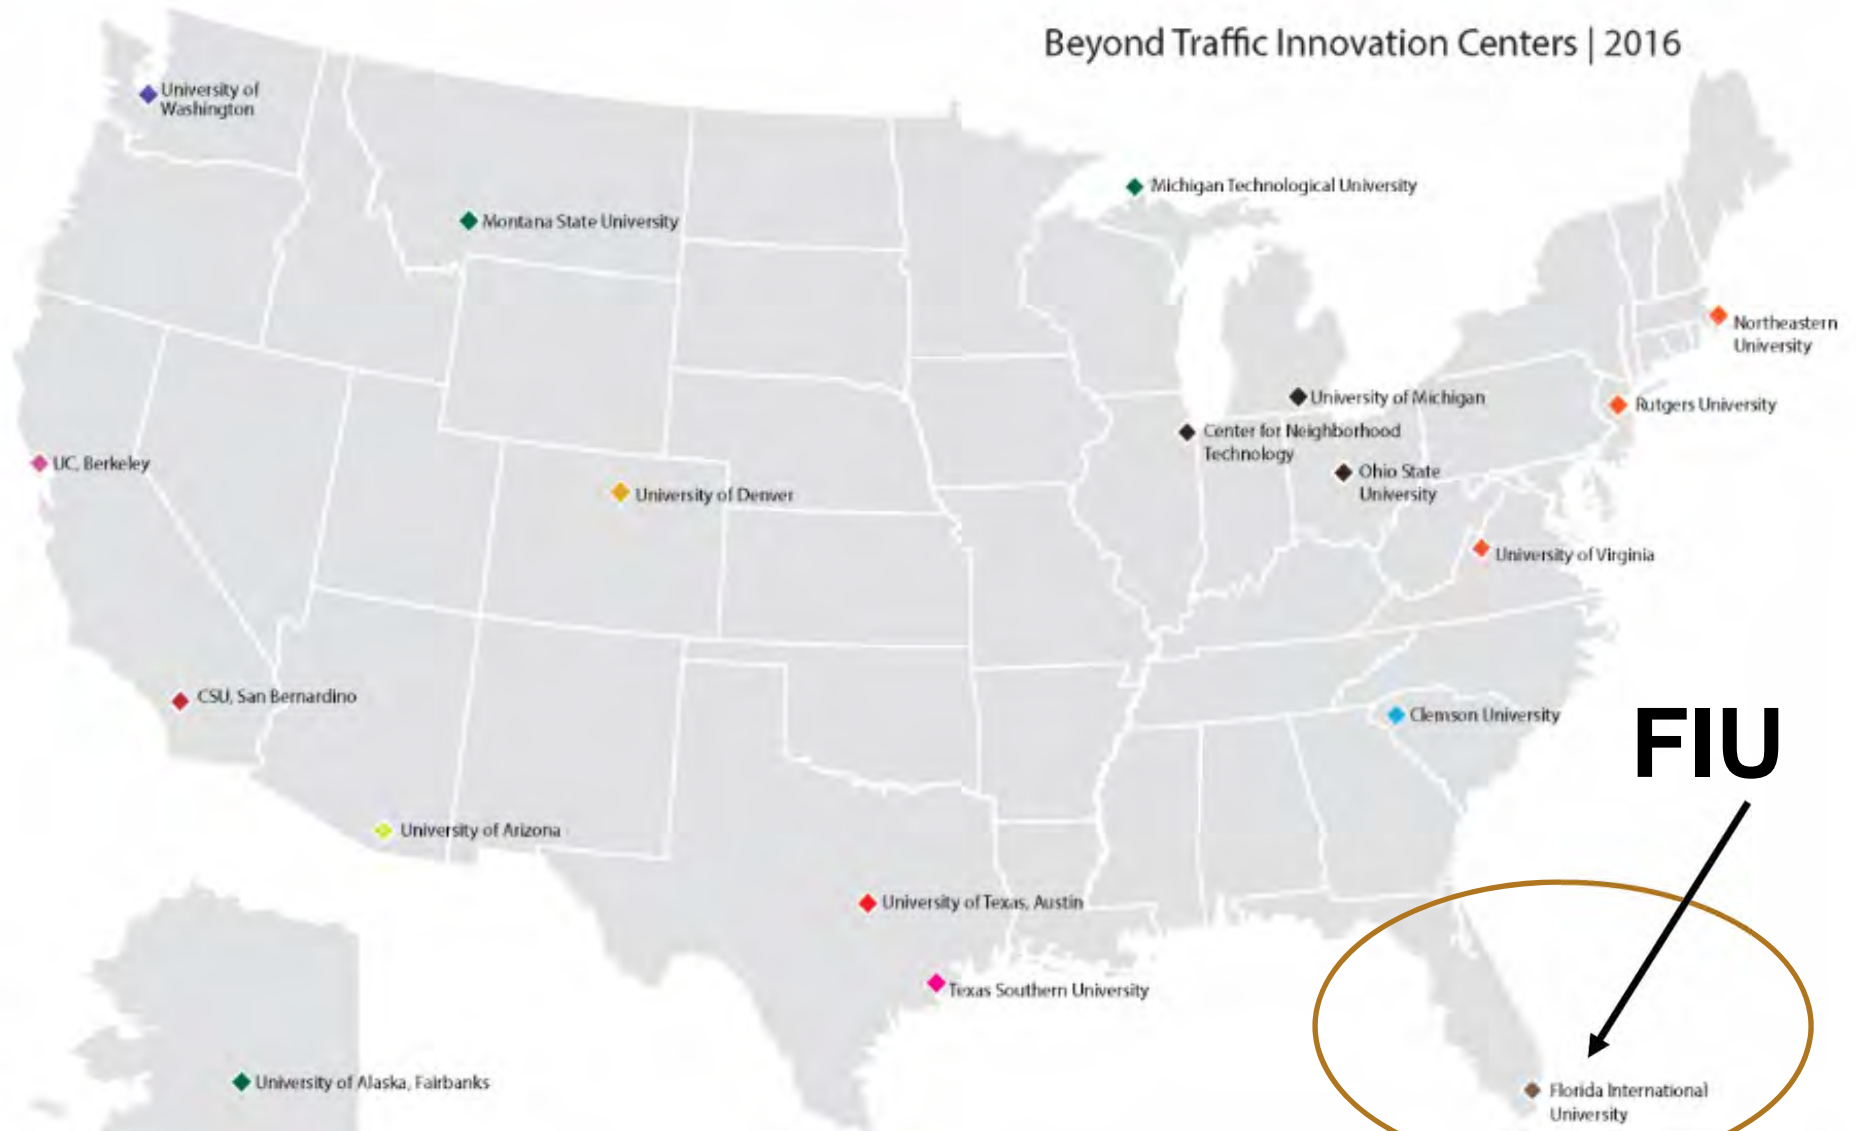 Beyond Traffic Innovation Centers | 2016
University of
Washington
Michigan Technological University
Montana State University
Northeastern
University
University of Michigan
Rutgers University
Center for Neighborhood
Technology
UC, Berkeley
Ohio State
University
University of Denver
University of Virginia
CSU, San Bernardino
Clemson University
FIU
University of Arizona
University of Texas, Austin
Texas Southern University
University of Alaska, Fairbanks
Florida International
University